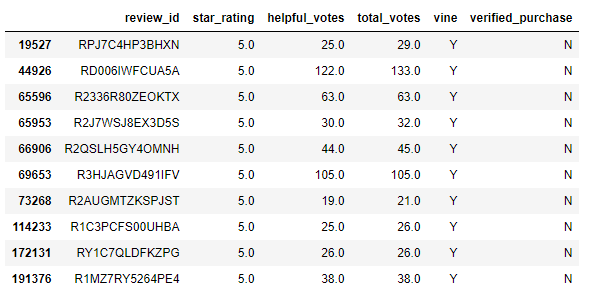 review_id star_rating helpful_votes total_votes vine verified_purchase
19527 RPJ7C4HP3BHXN 5.0 25.0 29.0 Y N
44926 RD006IWFCUA5A 5.0 122.0 133.0 Y N
65596 R2336R80ZEOKTX 5.0 63.0 63.0 Y N
65953 R2J7WSJ8EX3D5S 5.0 30.0 32.0 Y N
66906 R2QSLH5GY4OMNH 5.0 44.0 45.0 Y N
69653 R3HJAGVD491IFV 5.0 105.0 105.0 Y N
73268 R2AUGMTZKSPJST 5.0 19.0 21.0 Y N
114233 R1C3PCFS00UHBA 5.0 25.0 26.0 Y N
172131 RY1C7QLDFKZPG 5.0 26.0 26.0 Y N
191376 R1MZ7RY5264PE4 5.0 38.0 38.0 Y N